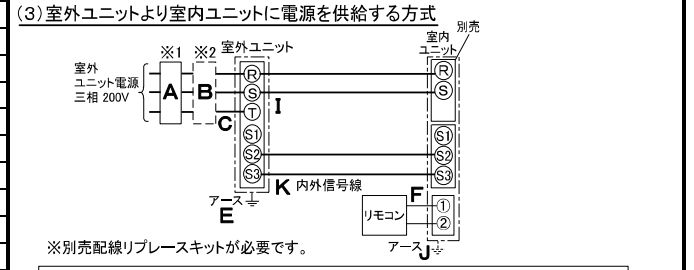 (3)室外ユニットより室内ユニットに電源を供給する方式
※1
※2
室外ユニット
室内
ユニット
別売
室外
ユニット電源
三相 200V
A
B
C
R
S
T
S1
S2
S3
I
R
S
S1
S2
S3
K 内外信号線
アース
E
リモコン
F
①
②
アース
J
※別売配線リプレースキットが必要です。